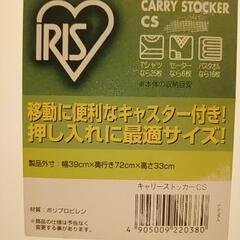 CARRY STOCKER
CS
IRIS
Tシャツ
なら25枚
セーター
なら6枚
バスタオル
なら16枚
※本体の収納目安
移動に便利なキャスター付き!
押し入れに最適サイズ!
製品外寸:幅39cm×奥行き72cm×高さ33cm
キャリーストッカーCS
材質:ポリプロピレン
4 905009 220380